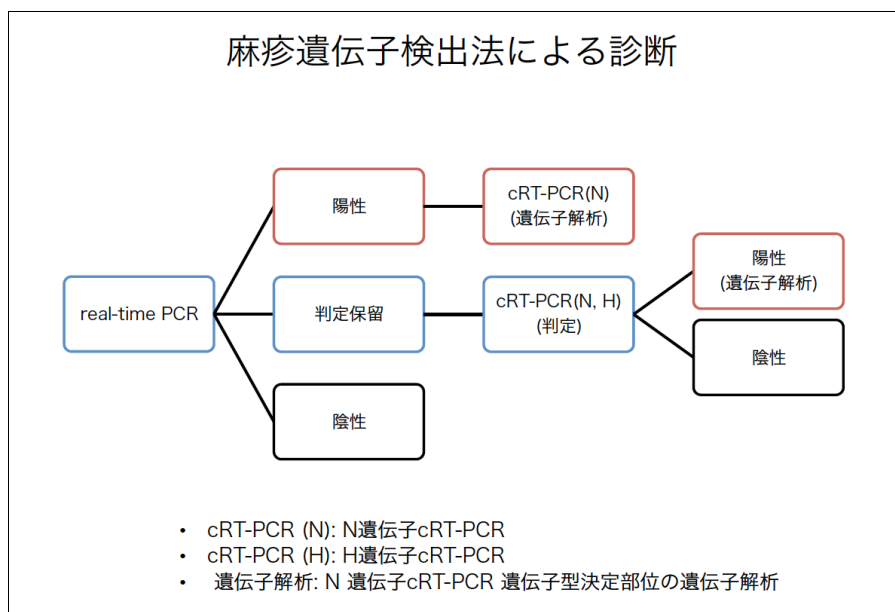 麻疹遺伝子検出法による診断
real-time PCR
陽性
cRT-PCR(N)
(遺伝子解析)
判定保留
cRT-PCR(N, H)
(判定)
陽性
(遺伝子解析)
陰性
陰性
• cRT-PCR (N): N遺伝子cRT-PCR
• cRT-PCR (H): H遺伝子cRT-PCR
• 遺伝子解析: N 遺伝子cRT-PCR 遺伝子型決定部位の遺伝子解析